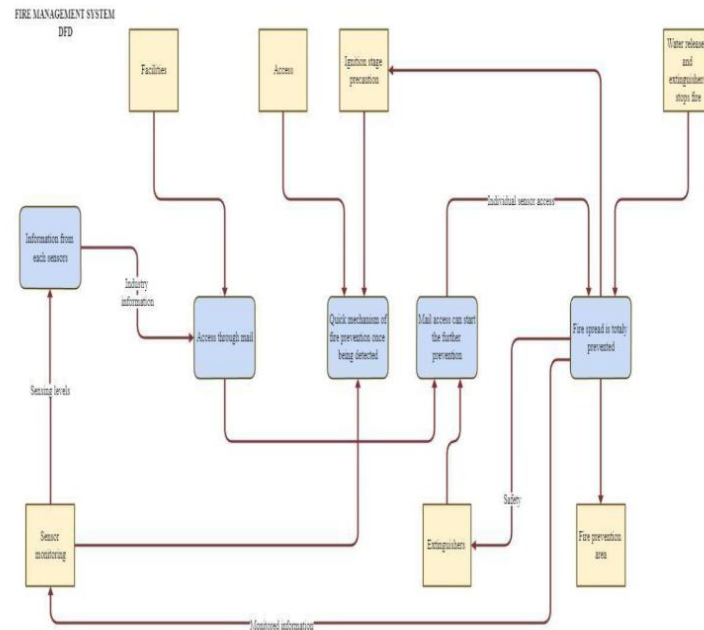 FIRE MANAGEMENT SYSTEM
DFD
Facilities
Access
Ignition stage
precaution
Water release
and
extinguisher
stops fire
Individual sensor access
Information from
each sensors
Industry
information
Access through mail
Quick mechanism of
fire prevention once
being detected
Mail access can start
the further
prevention
Fire spread is totaly
prevented
Sensing levels
Safety
Sensor
monitoring
Extinguishers
Fire prevention
area
Monitored information